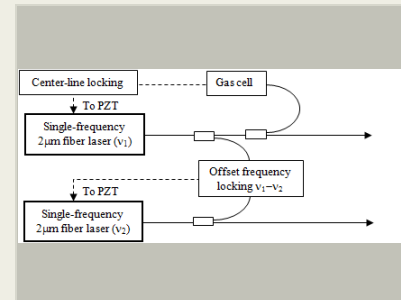 Center-line locking
Gas cell
To PZT
Single-frequency
2µm fiber laser (ν1)
Offset frequency
locking ν1–ν2
To PZT
Single-frequency
2µm fiber laser (ν2)